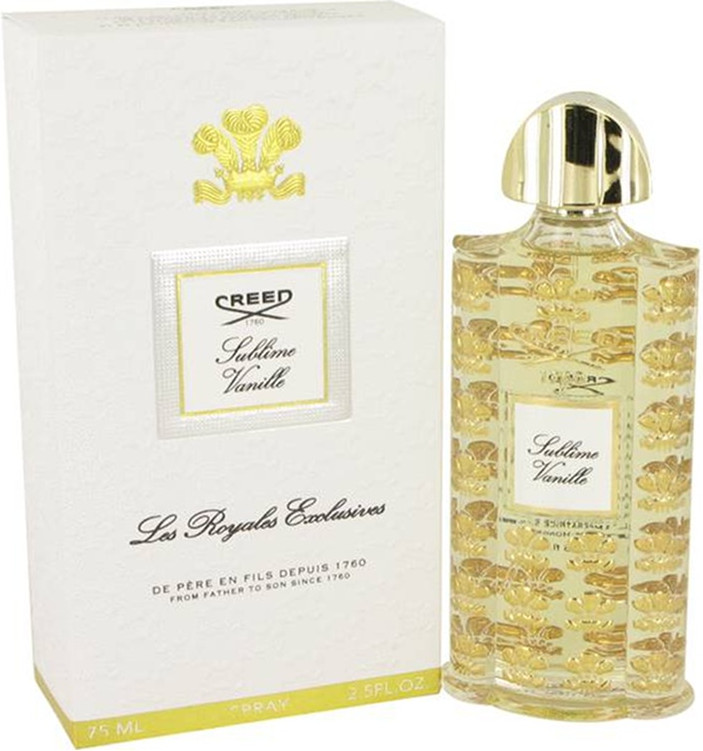 CREED
1760
Sublime
Vanille
Les Royales Exclusives
DE PÈRE EN FILS DEPUIS 1760
FROM FATHER TO SON SINCE 1760
75 ML SPRAY 2.5FL.OZ.
Sublime
Vanille